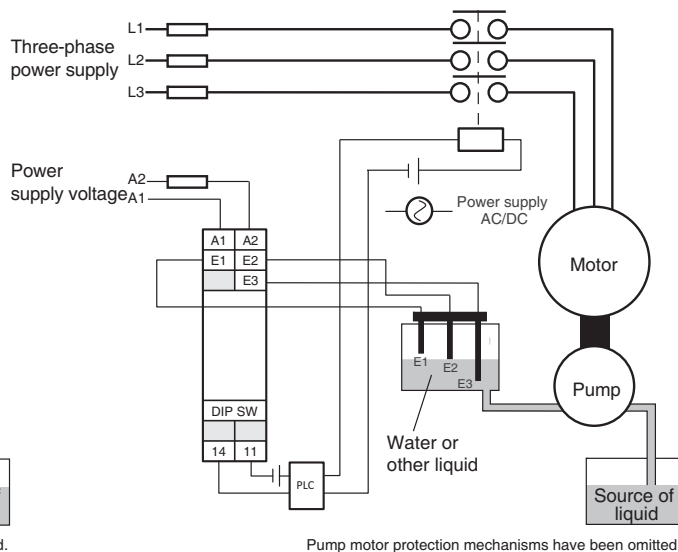 L1
Three-phase
power supply
L2
L3
Power
supply voltage
A2
A1
Power supply
AC/DC
A1 A2
E1 E2
E3
Motor
E1
E2
E3
Pump
DIP SW
14 11
PLC
Water or
other liquid
Source of
liquid
d.
Pump motor protection mechanisms have been omitted